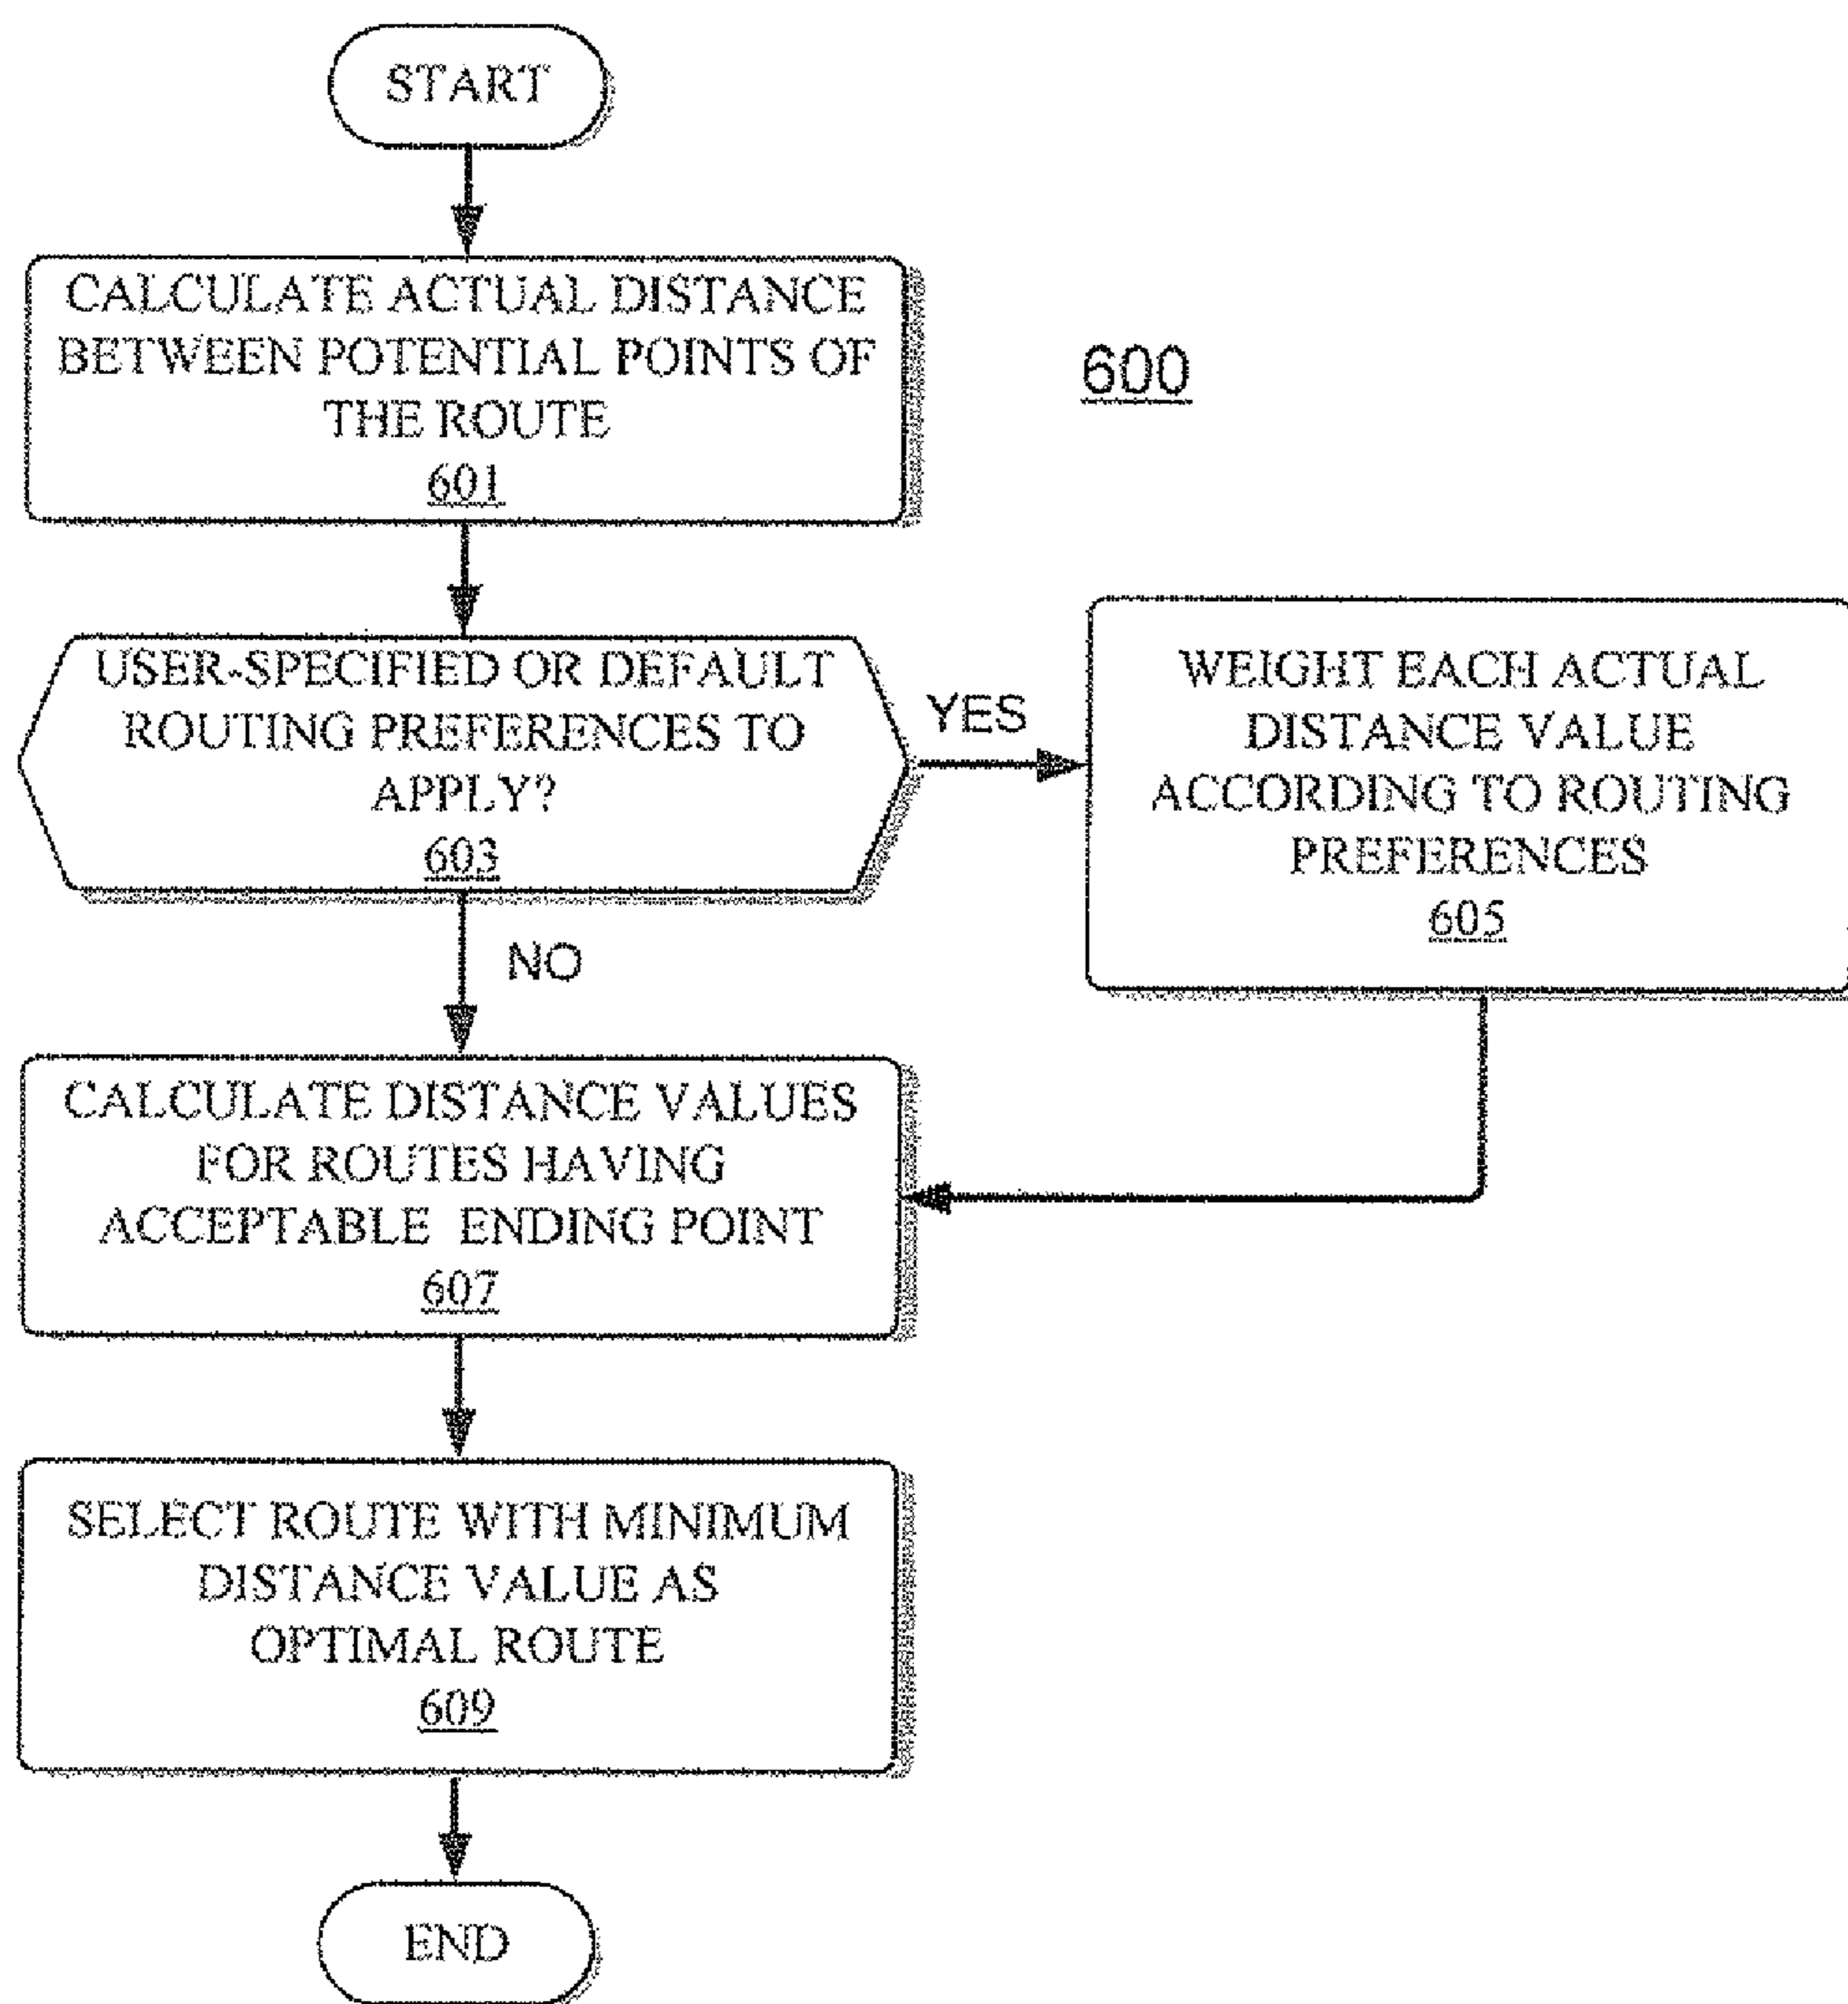 START
CALCULATE ACTUAL DISTANCE
BETWEEN POTENTIAL POINTS OF
THE ROUTE
601
600
USER-SPECIFIED OR DEFAULT
ROUTING PREFERENCES TO
APPLY?
603
YES
WEIGHT EACH ACTUAL
DISTANCE VALUE
ACCORDING TO ROUTING
PREFERENCES
605
NO
CALCULATE DISTANCE VALUES
FOR ROUTES HAVING
ACCEPTABLE ENDING POINT
607
SELECT ROUTE WITH MINIMUM
DISTANCE VALUE AS
OPTIMAL ROUTE
609
END